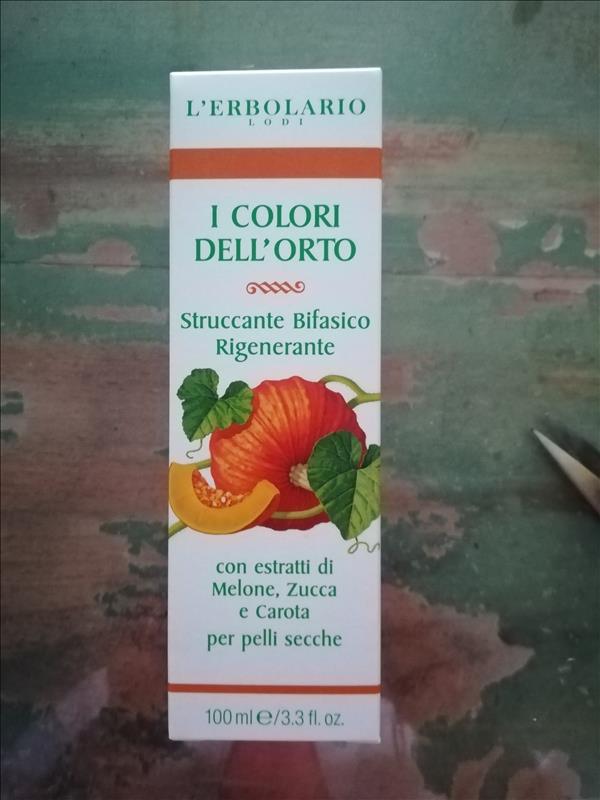 L'ERBOLARIO
LODI
I COLORI
DELL'ORTO
Struccante Bifasico
Rigenerante
con estratti di
Melone, Zucca
e Carota
per pelli secche
100 ml ℮/3.3 fl. oz.